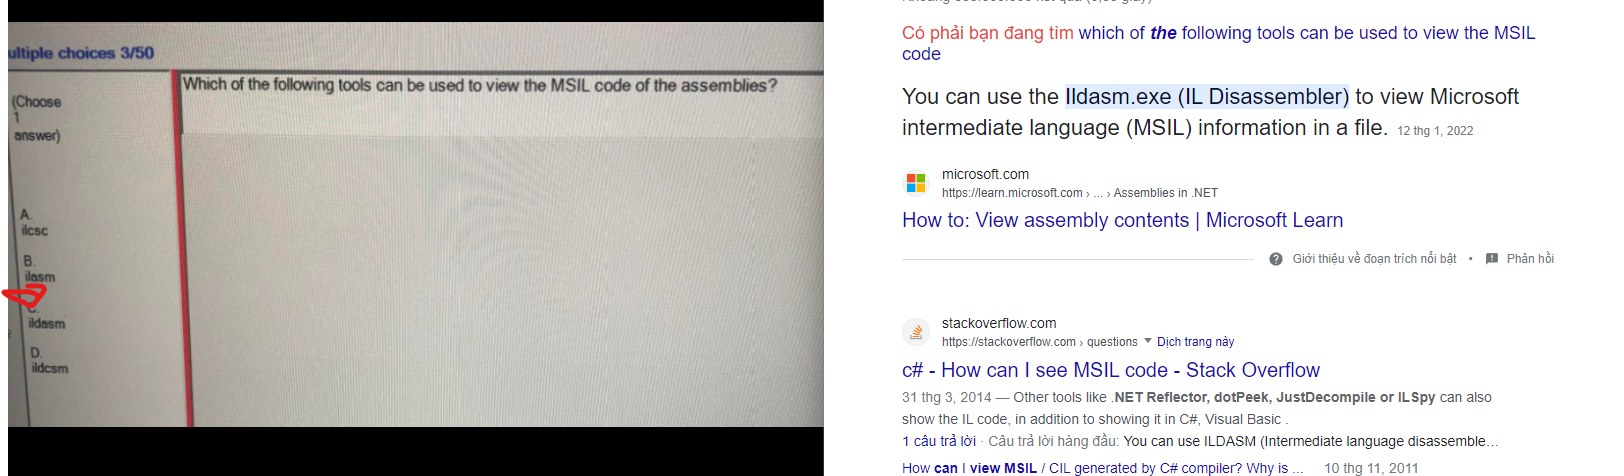 ultiple choices 3/50
Which of the following tools can be used to view the MSIL code of the assemblies?
(Choose
1
answer)
A.
ilcsc
B.
ilasm
C.
ildasm
D.
ildcsm
Có phải bạn đang tìm which of the following tools can be used to view the MSIL
code
You can use the Ildasm.exe (IL Disassembler) to view Microsoft
intermediate language (MSIL) information in a file. 12 thg 1, 2022
microsoft.com
https://learn.microsoft.com › ... › Assemblies in .NET
How to: View assembly contents | Microsoft Learn
Giới thiệu về đoạn trích nổi bật • Phản hồi
stackoverflow.com
https://stackoverflow.com › questions Dịch trang này
c# - How can I see MSIL code - Stack Overflow
31 thg 3, 2014 — Other tools like .NET Reflector, dotPeek, JustDecompile or ILSpy can also
show the IL code, in addition to showing it in C#, Visual Basic .
1 câu trả lời · Câu trả lời hàng đầu: You can use ILDASM (Intermediate language disassemble…
How can I view MSIL / CIL generated by C# compiler? Why is ... 10 thg 11, 2011